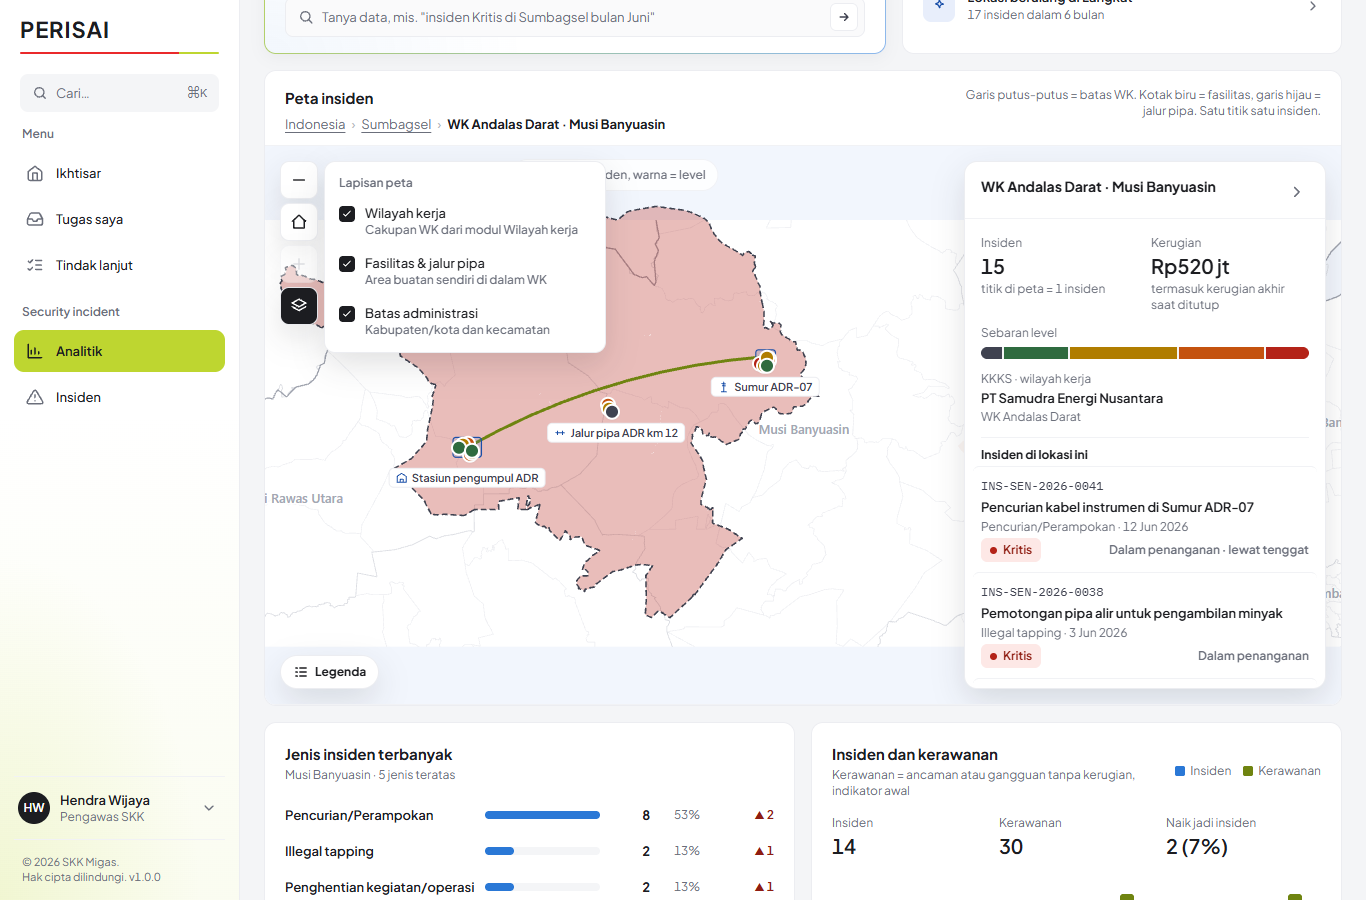 PERISAI
Cari...
⌘K
Menu
Ikhtisar
Tugas saya
Tindak lanjut
Security incident
Analitik
Insiden
HW
Hendra Wijaya
Pengawas SKK
© 2026 SKK Migas.
Hak cipta dilindungi. v1.0.0
Tanya data, mis. "insiden Kritis di Sumbagsel bulan Juni"
17 insiden dalam 6 bulan
Peta insiden
Indonesia › Sumbagsel › WK Andalas Darat · Musi Banyuasin
Garis putus-putus = batas WK. Kotak biru = fasilitas, garis hijau =
jalur pipa. Satu titik satu insiden.
Lapisan peta
Wilayah kerja
Cakupan WK dari modul Wilayah kerja
Fasilitas & jalur pipa
Area buatan sendiri di dalam WK
Batas administrasi
Kabupaten/kota dan kecamatan
den, warna = level
Sumur ADR-07
Musi Banyuasin
Jalur pipa ADR km 12
Stasiun pengumpul ADR
i Rawas Utara
Legenda
WK Andalas Darat · Musi Banyuasin
Insiden
15
titik di peta = 1 insiden
Kerugian
Rp520 jt
termasuk kerugian akhir
saat ditutup
Sebaran level
KKKS · wilayah kerja
PT Samudra Energi Nusantara
WK Andalas Darat
Insiden di lokasi ini
INS-SEN-2026-0041
Pencurian kabel instrumen di Sumur ADR-07
Pencurian/Perampokan · 12 Jun 2026
Kritis
Dalam penanganan · lewat tenggat
INS-SEN-2026-0038
Pemotongan pipa alir untuk pengambilan minyak
Illegal tapping · 3 Jun 2026
Kritis
Dalam penanganan
Jenis insiden terbanyak
Musi Banyuasin · 5 jenis teratas
Pencurian/Perampokan 8 53% ▲2
Illegal tapping 2 13% ▲1
Penghentian kegiatan/operasi 2 13% ▲1
Insiden dan kerawanan
Kerawanan = ancaman atau gangguan tanpa kerugian,
indikator awal
Insiden
Kerawanan
Insiden
14
Kerawanan
30
Naik jadi insiden
2 (7%)